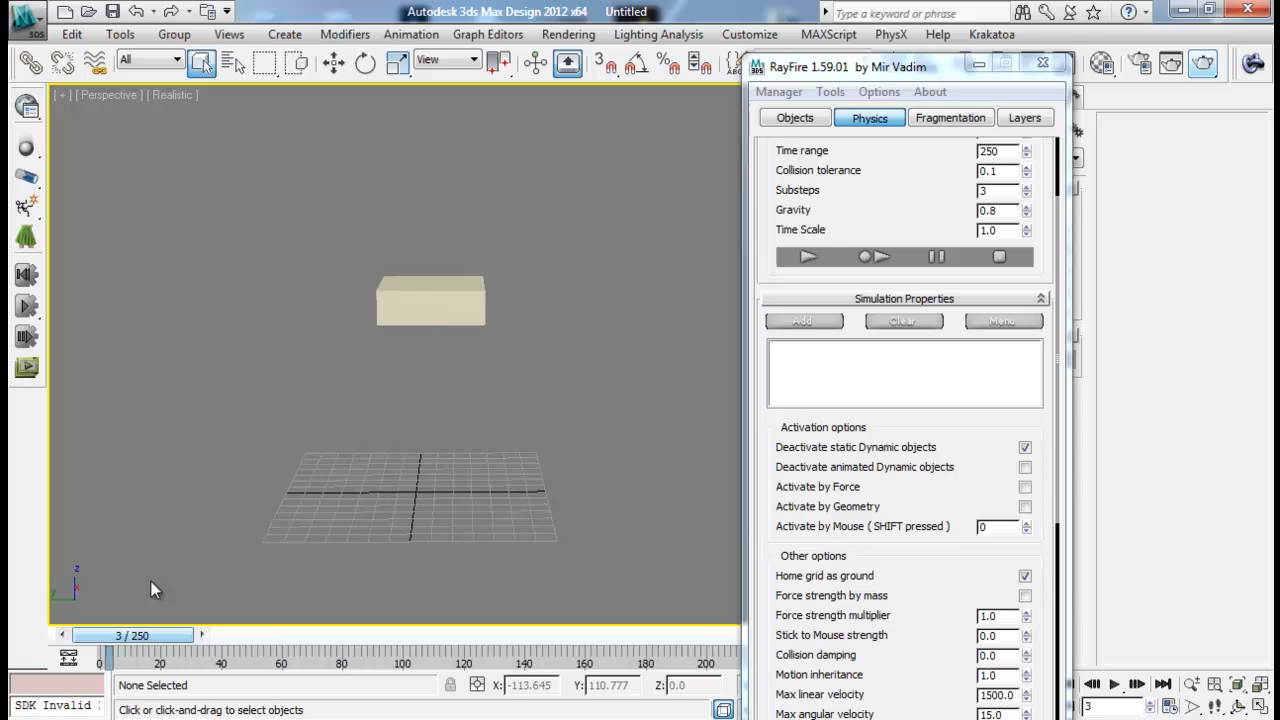 Autodesk 3ds Max Design 2012 x64 Untitled
Type a keyword or phrase
3DS
Edit Tools Group Views Create Modifiers Animation Graph Editors Rendering Lighting Analysis Customize MAXScript PhysX Help Krakatoa
All View 3
[ + ] [ Perspective ] [ Realistic ]
RayFire 1.59.01 by Mir Vadim
Manager Tools Options About
Objects Physics Fragmentation Layers
Time range 250
Collision tolerance 0.1
Substeps 3
Gravity 0.8
Time Scale 1.0
Simulation Properties
Add Clear Menu
Activation options
Deactivate static Dynamic objects
Deactivate animated Dynamic objects
Activate by Force
Activate by Geometry
Activate by Mouse ( SHIFT pressed ) 0
Other options
Home grid as ground
Force strength by mass
Force strength multiplier 1.0
Stick to Mouse strength 0.0
Collision damping 0.0
Motion inheritance 1.0
Max linear velocity 1500.0
Max angular velocity 15.0
z
x
y
3 / 250
0 20 40 60 80 100 120 140 160 180 200
None Selected X: -113.645 Y: 110.777 Z: 0.0
SDK Invalid
Click or click-and-drag to select objects
3